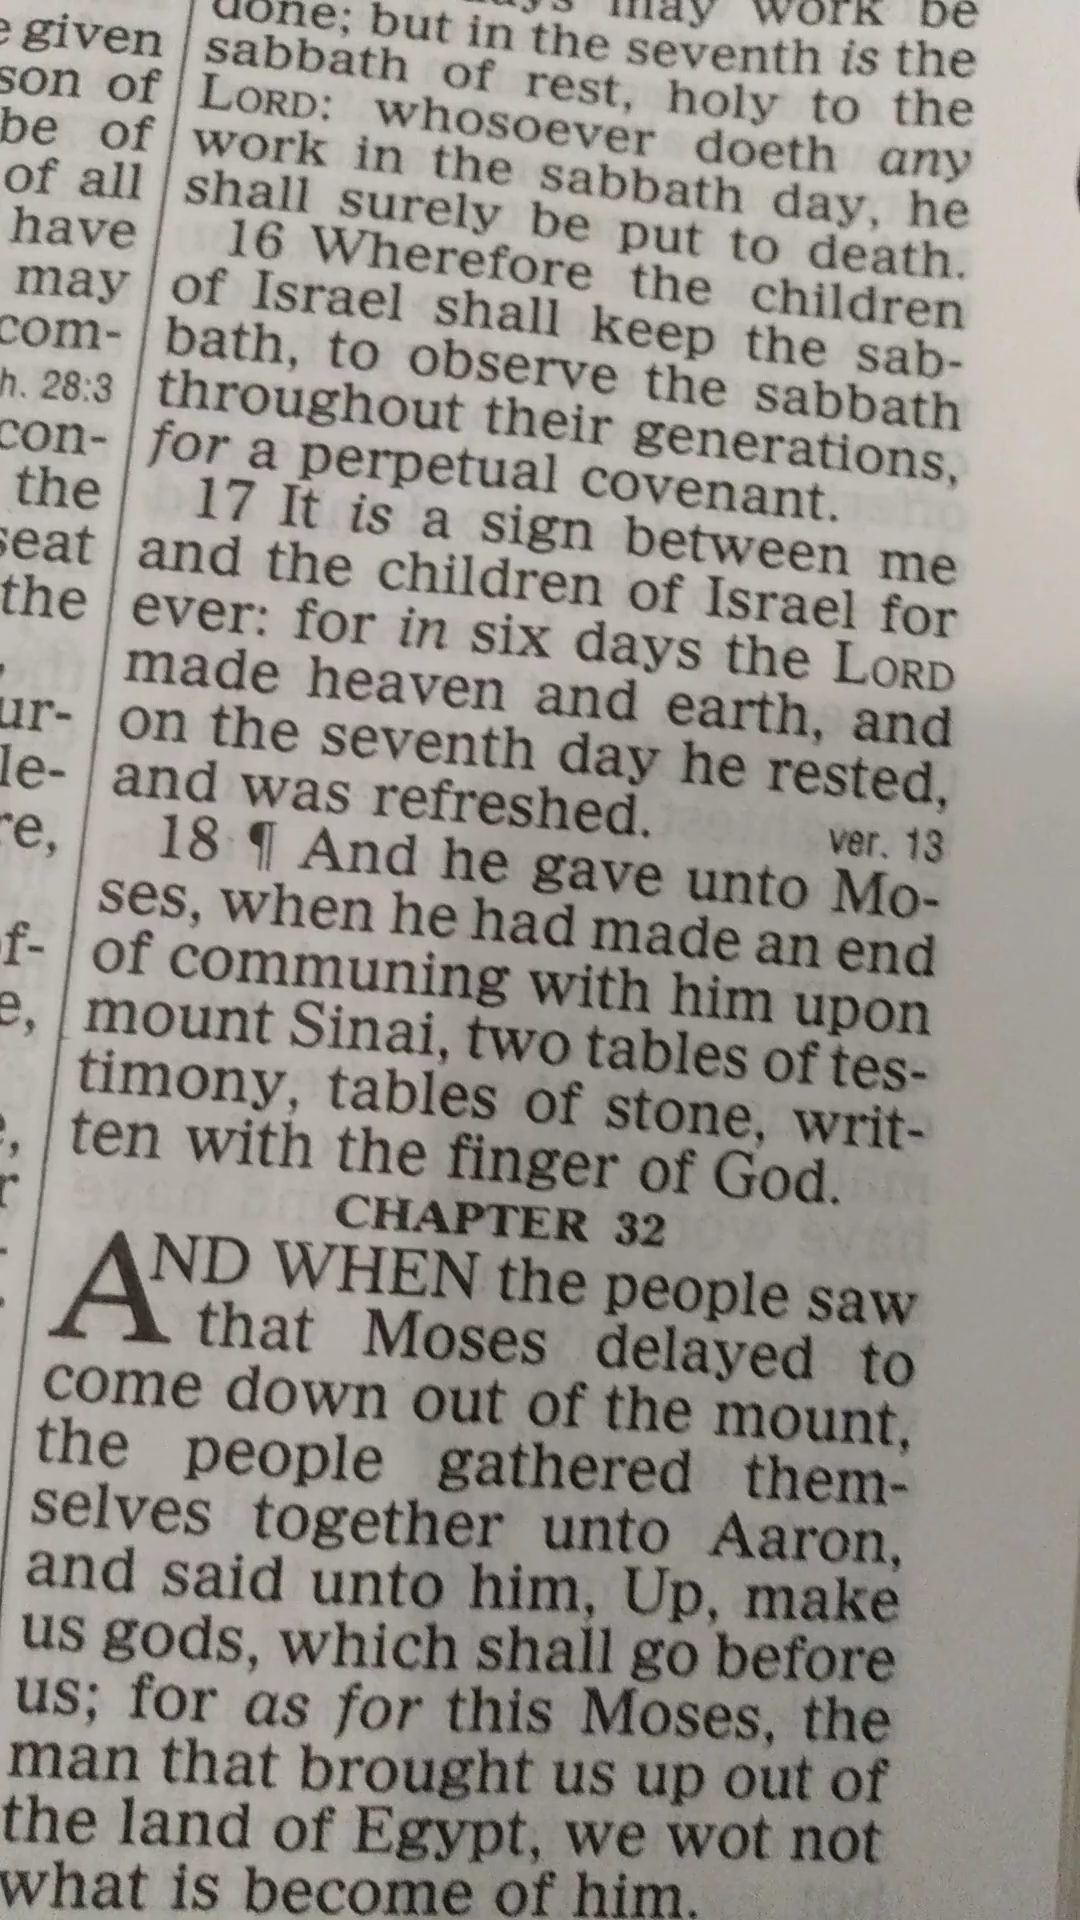 given
son of
be of
of all
have
may
com-
h. 28:3
con-
the
seat
the
ur-
le-
re,
f-
e,
may work be
done; but in the seventh is the
sabbath of rest, holy to the
LORD: whosoever doeth any
work in the sabbath day, he
shall surely be put to death.
16 Wherefore the children
of Israel shall keep the sab-
bath, to observe the sabbath
throughout their generations,
for a perpetual covenant.
17 It is a sign between me
and the children of Israel for
ever: for in six days the LORD
made heaven and earth, and
on the seventh day he rested,
and was refreshed.
ver. 13
18 ¶ And he gave unto Mo-
ses, when he had made an end
of communing with him upon
mount Sinai, two tables of tes-
timony, tables of stone, writ-
ten with the finger of God.
CHAPTER 32
AND WHEN the people saw
that Moses delayed to
come down out of the mount,
the people gathered them-
selves together unto Aaron,
and said unto him, Up, make
us gods, which shall go before
us; for as for this Moses, the
man that brought us up out of
the land of Egypt, we wot not
what is become of him.